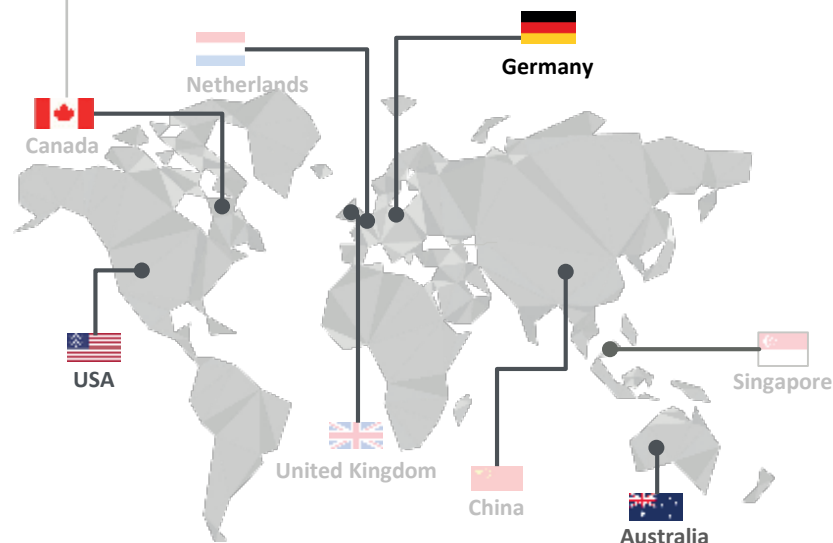 Germany
Netherlands
Canada
USA
Singapore
United Kingdom
China
Australia